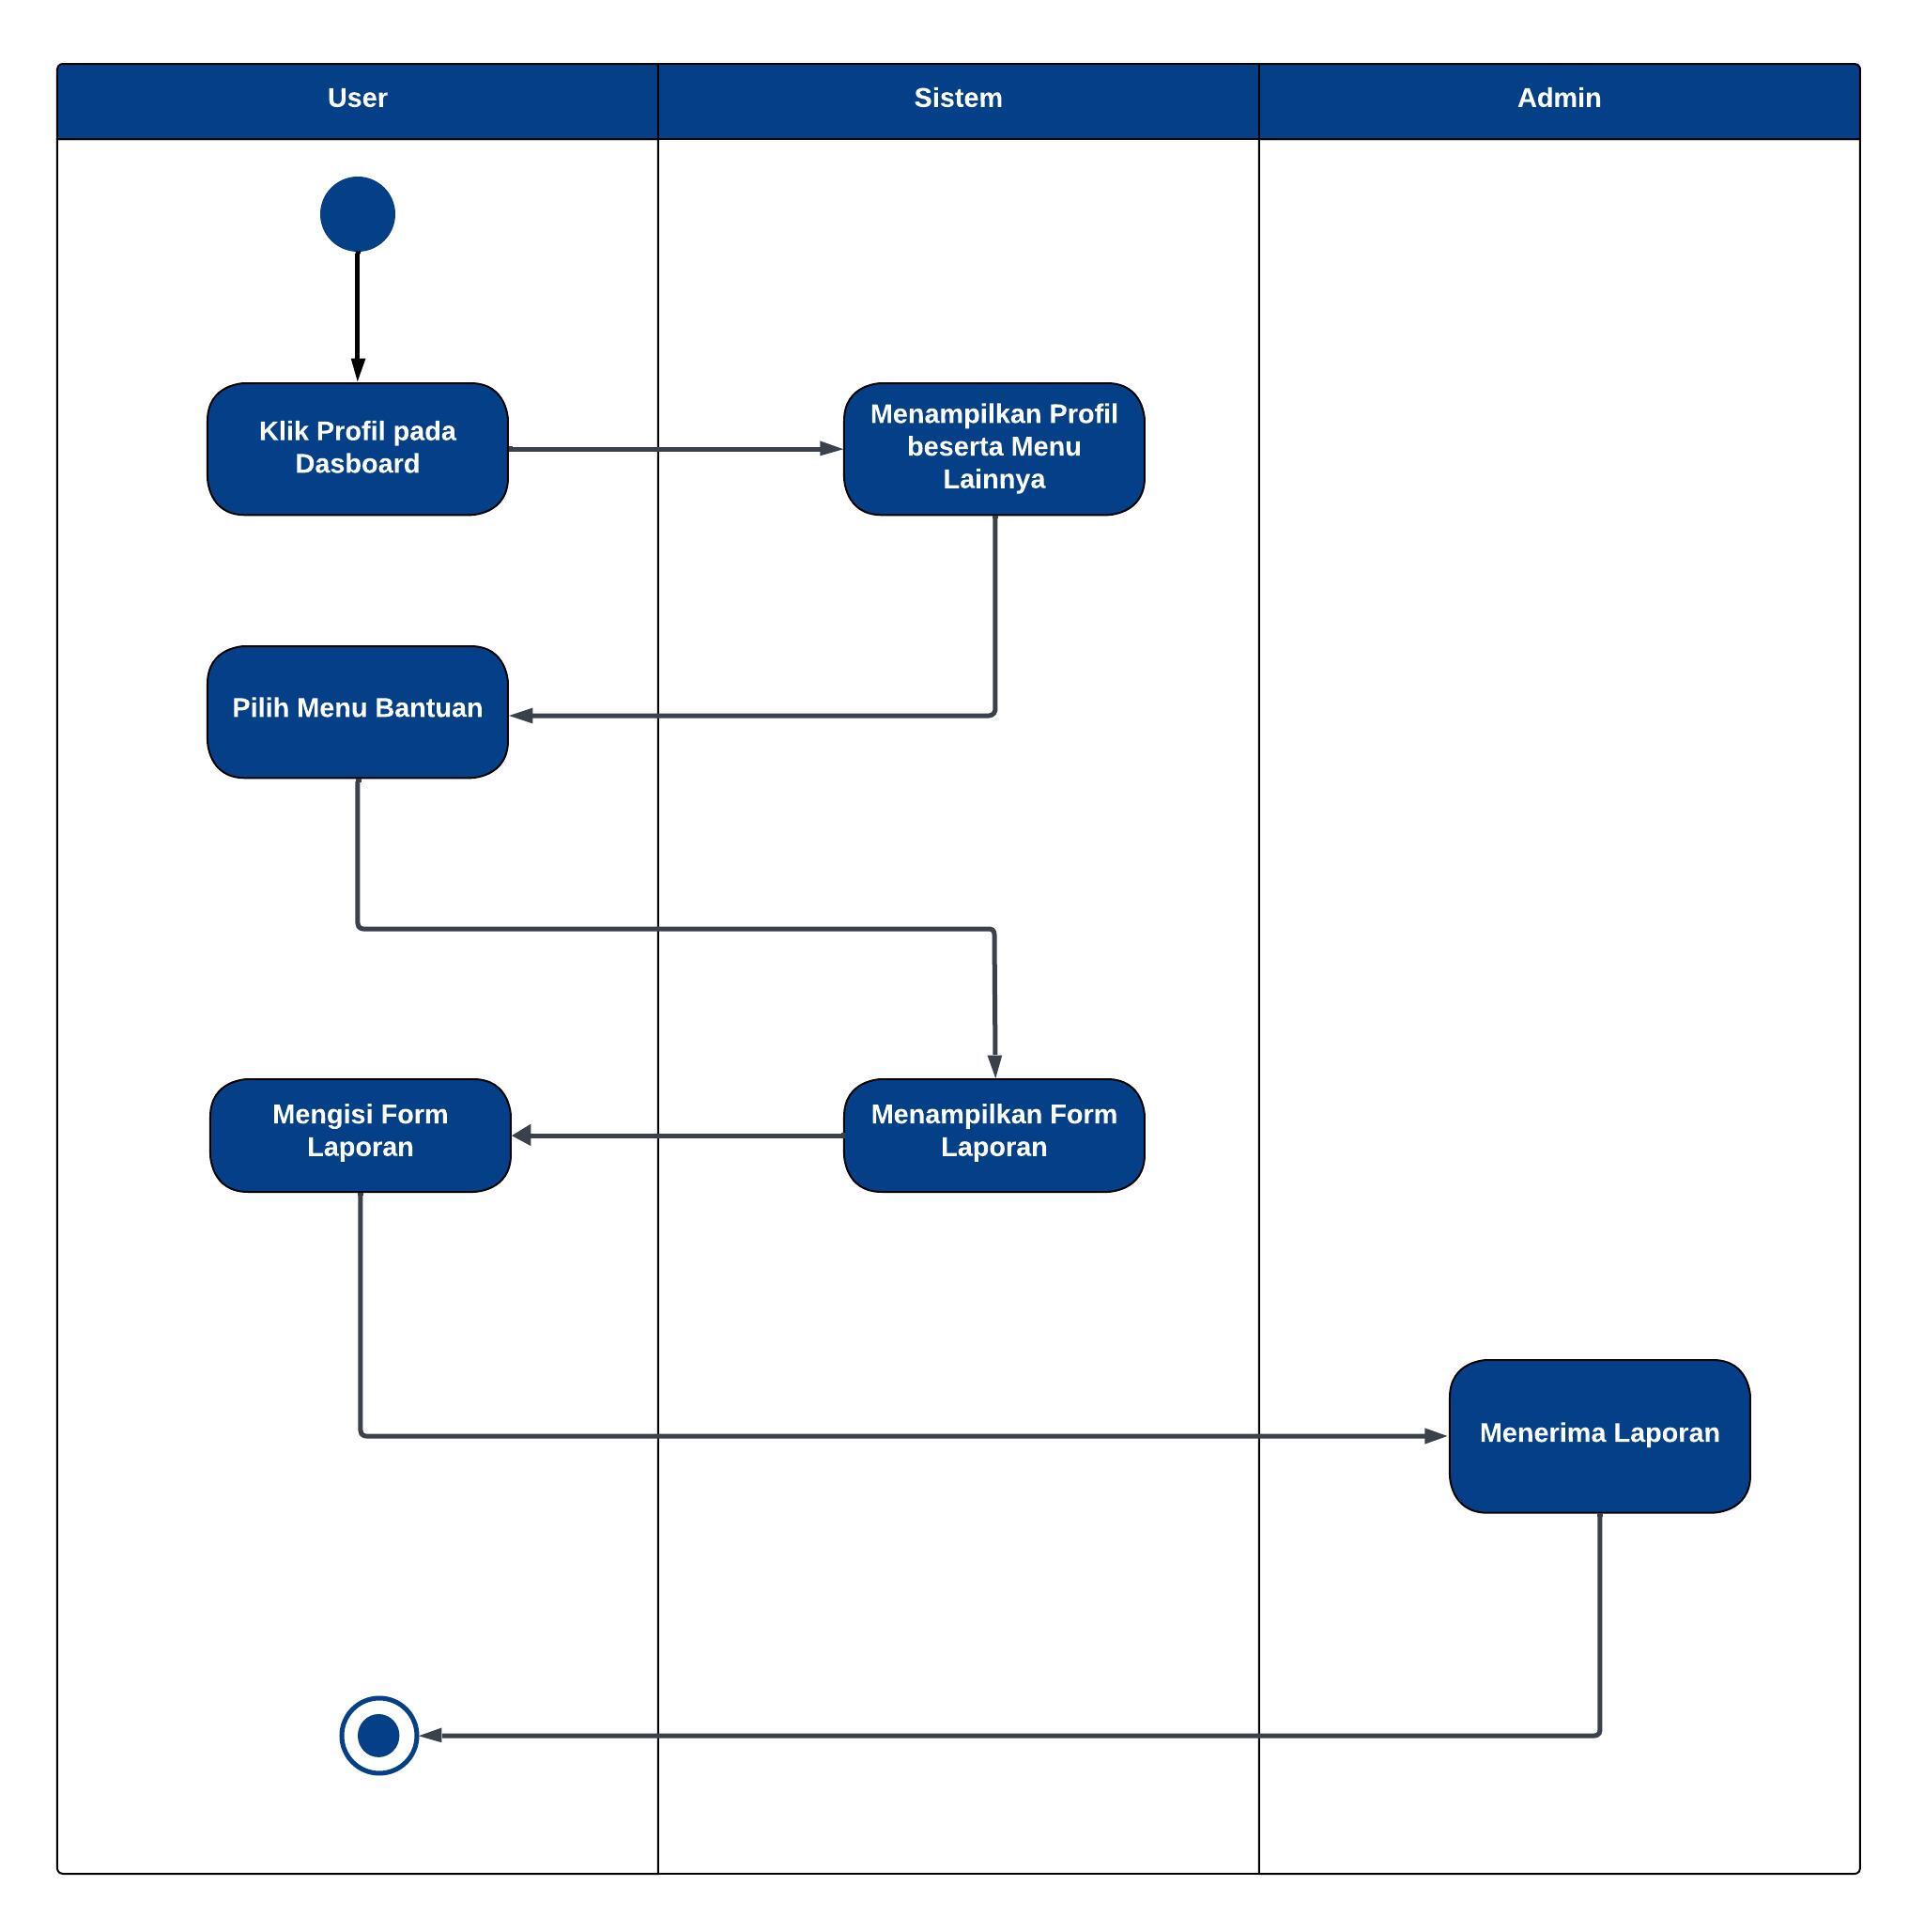 User
Sistem
Admin
Klik Profil pada
Dasboard
Menampilkan Profil
beserta Menu
Lainnya
Pilih Menu Bantuan
Mengisi Form
Laporan
Menampilkan Form
Laporan
Menerima Laporan